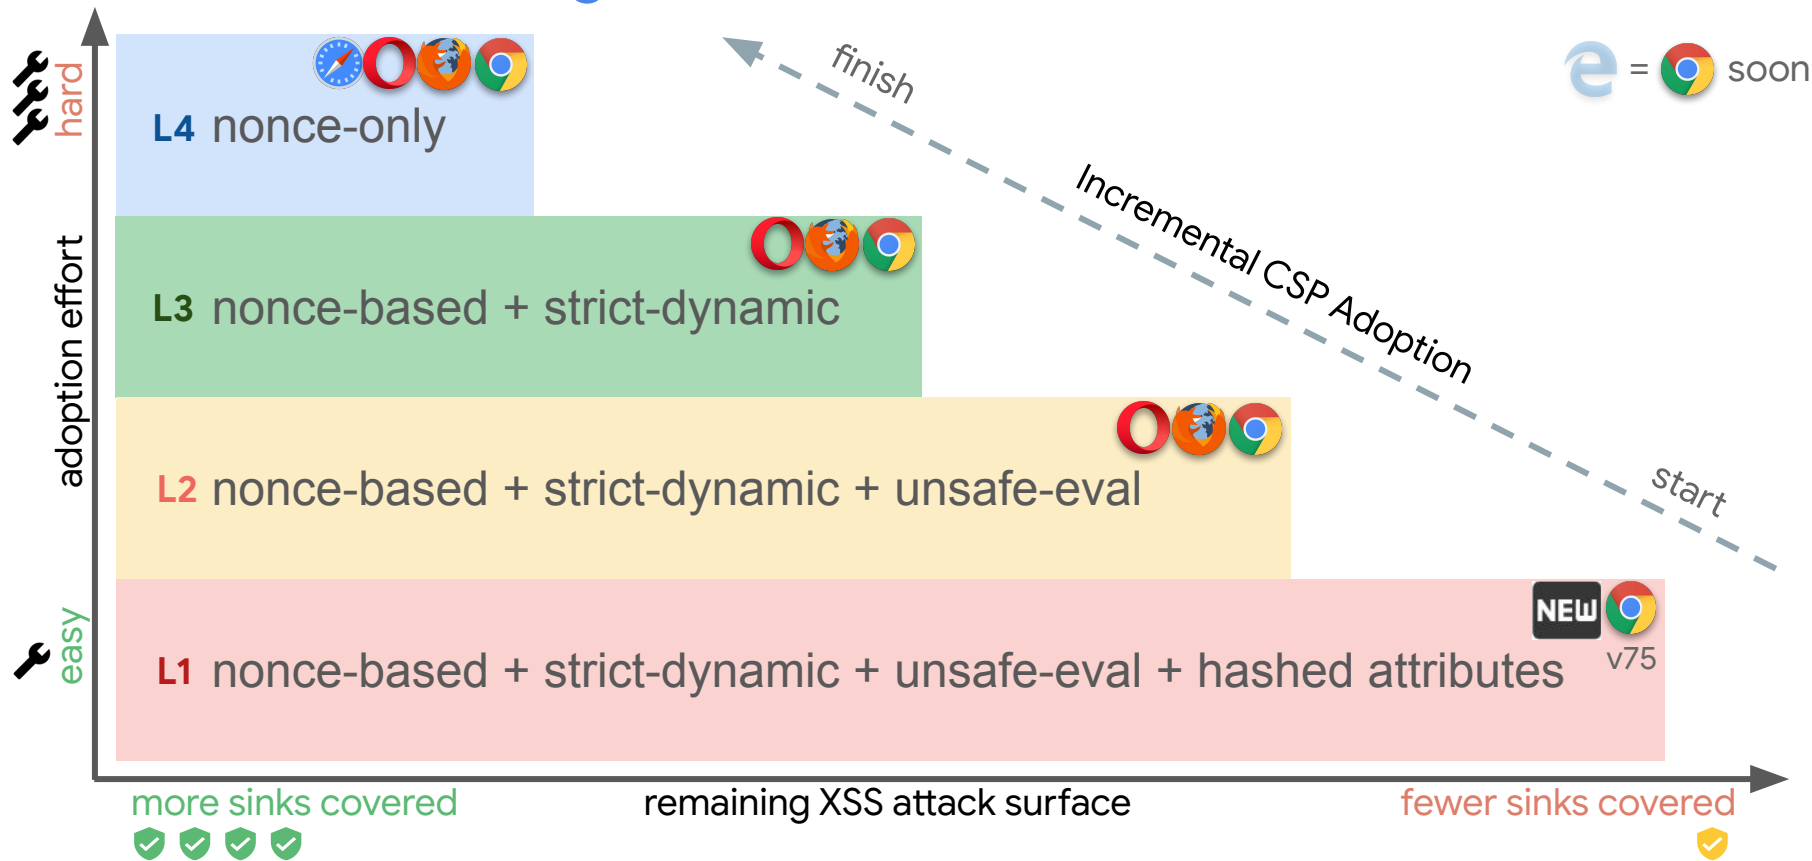 finish
= soon
hard
L4 nonce-only
Incremental CSP Adoption
adoption effort
L3 nonce-based + strict-dynamic
start
L2 nonce-based + strict-dynamic + unsafe-eval
NEW
v75
easy
L1 nonce-based + strict-dynamic + unsafe-eval + hashed attributes
more sinks covered
remaining XSS attack surface
fewer sinks covered